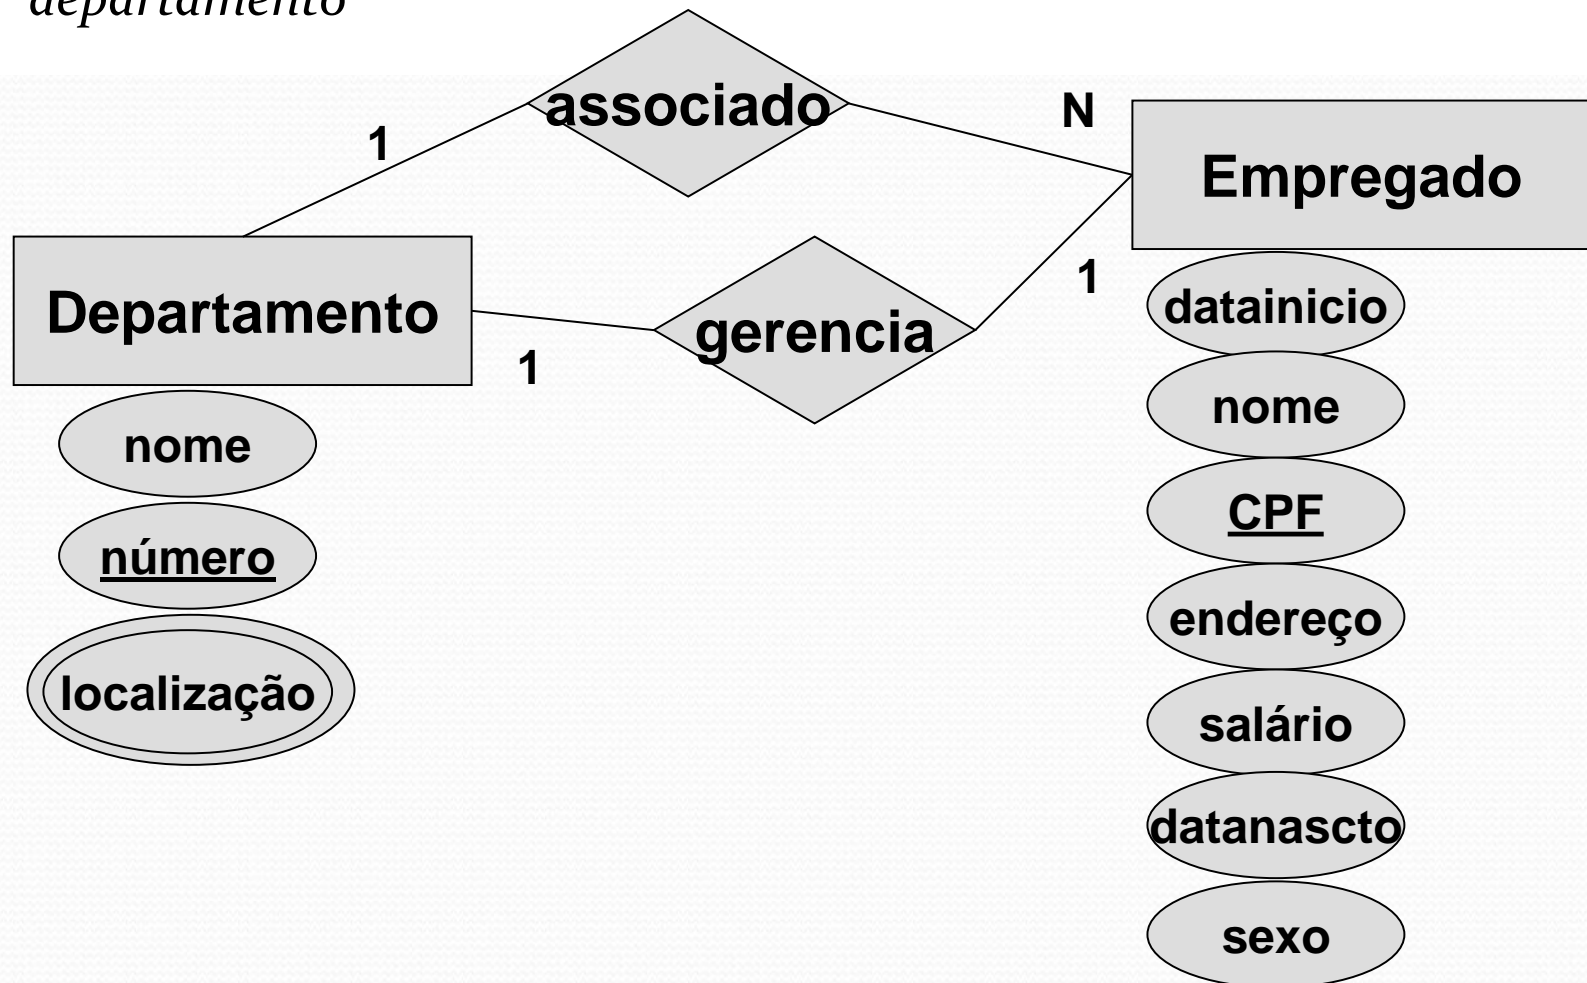 departamento
associado
1
N
Empregado
Departamento
gerencia
1
1
datainicio
nome
CPF
endereço
salário
datanascto
sexo
nome
número
localização